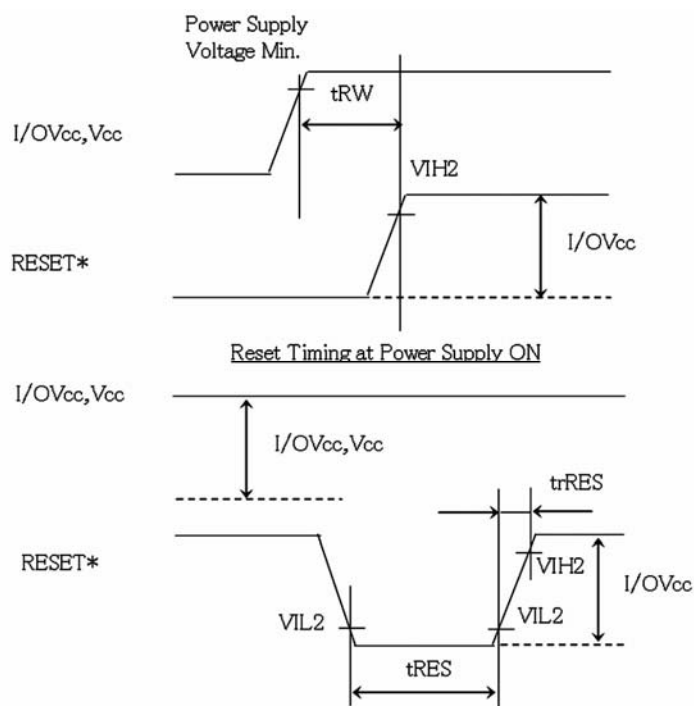 Power Supply
Voltage Min.
tRW
I/OVcc,Vcc
VIH2
I/OVcc
RESET*
Reset Timing at Power Supply ON
I/OVcc,Vcc
I/OVcc,Vcc
trRES
RESET*
VIH2
I/OVcc
VIL2
VIL2
tRES